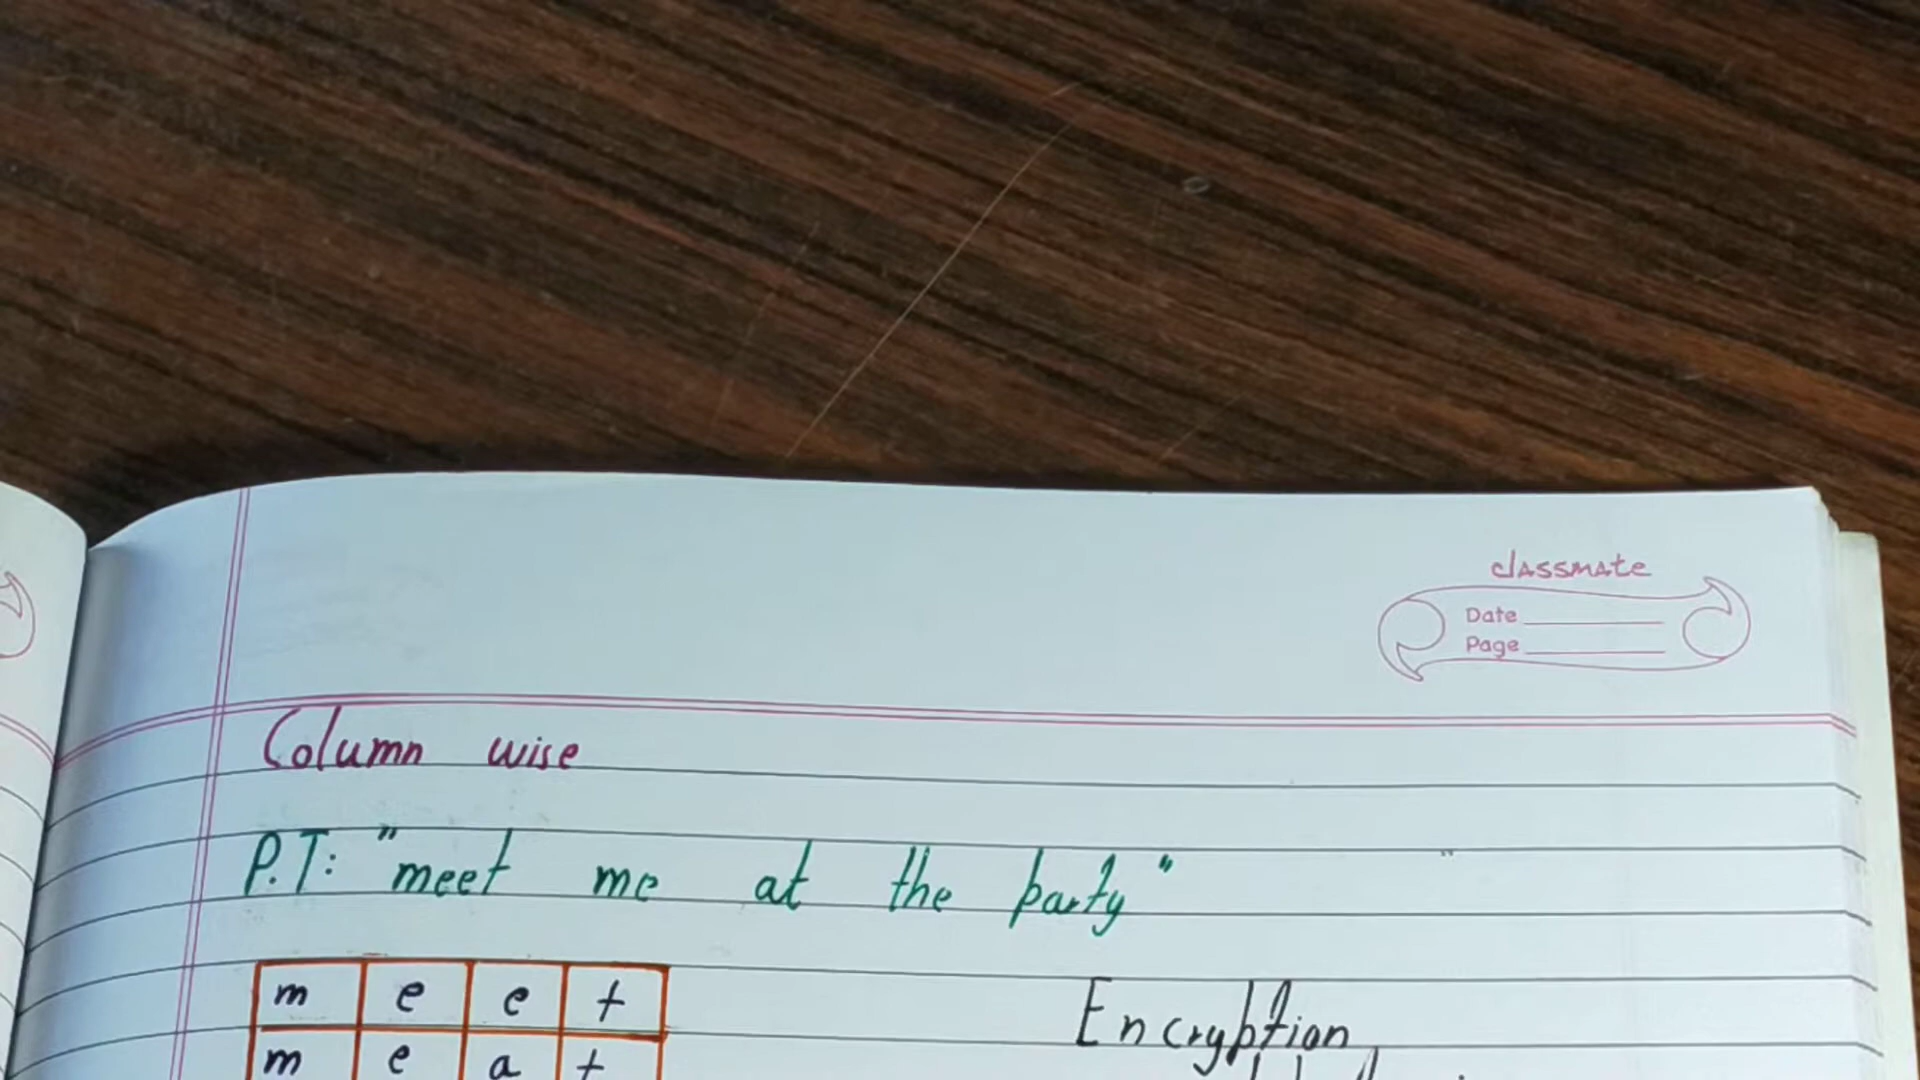 classmate
Date
Page
Column wise
P.T: "meet me at the party"
m e e t
Encryption
m e a t